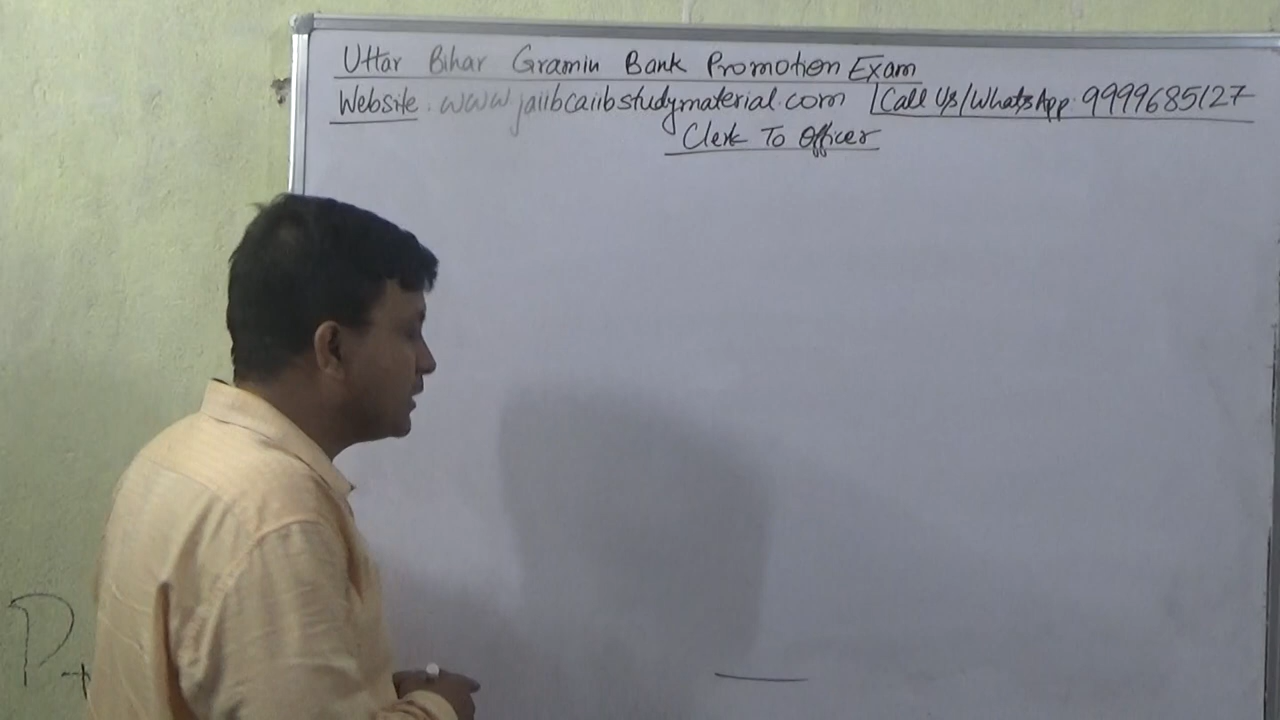 Uttar Bihar Gramin Bank Promotion Exam
Website. www.jaiibcaiibstudymaterial.com | Call Us/WhatsApp: 9999685127
Clerk To Officer
P